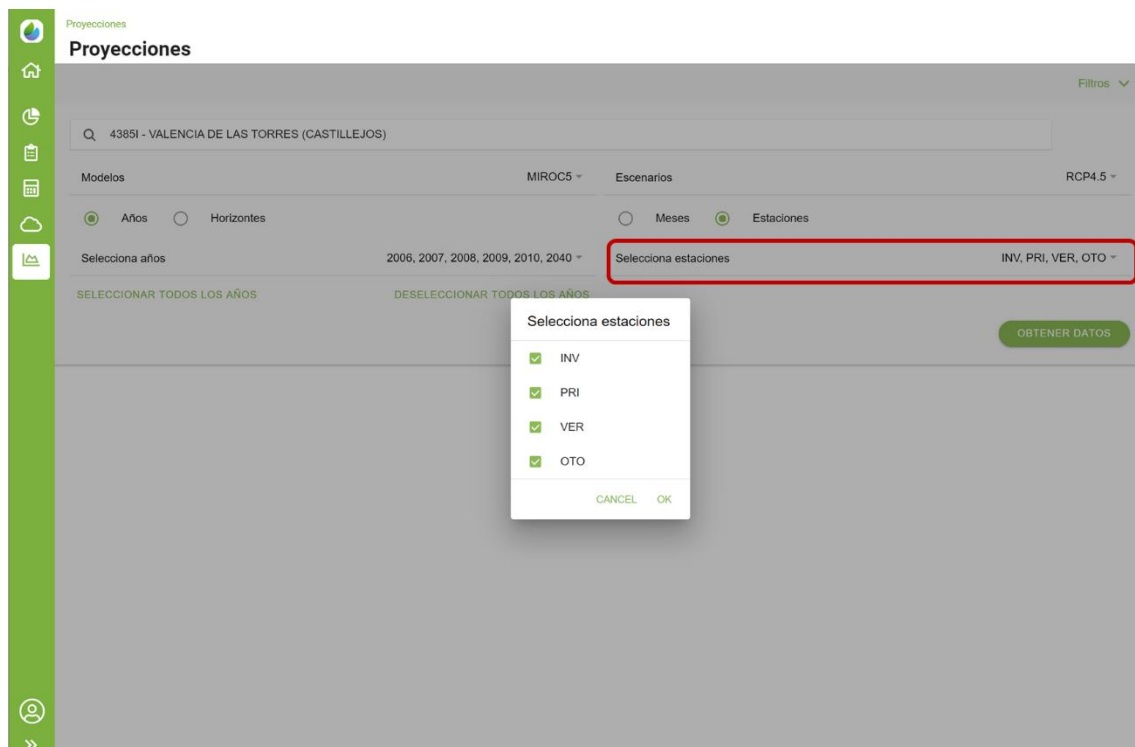 Proyecciones
Proyecciones
Filtros
4385I - VALENCIA DE LAS TORRES (CASTILLEJOS)
Modelos MIROC5 Escenarios RCP4.5
Años Horizontes Meses Estaciones
Selecciona años 2006, 2007, 2008, 2009, 2010, 2040 Selecciona estaciones INV, PRI, VER, OTO
SELECCIONAR TODOS LOS AÑOS DESELECCIONAR TODOS LOS AÑOS
Selecciona estaciones
OBTENER DATOS
INV
PRI
VER
OTO
CANCEL OK